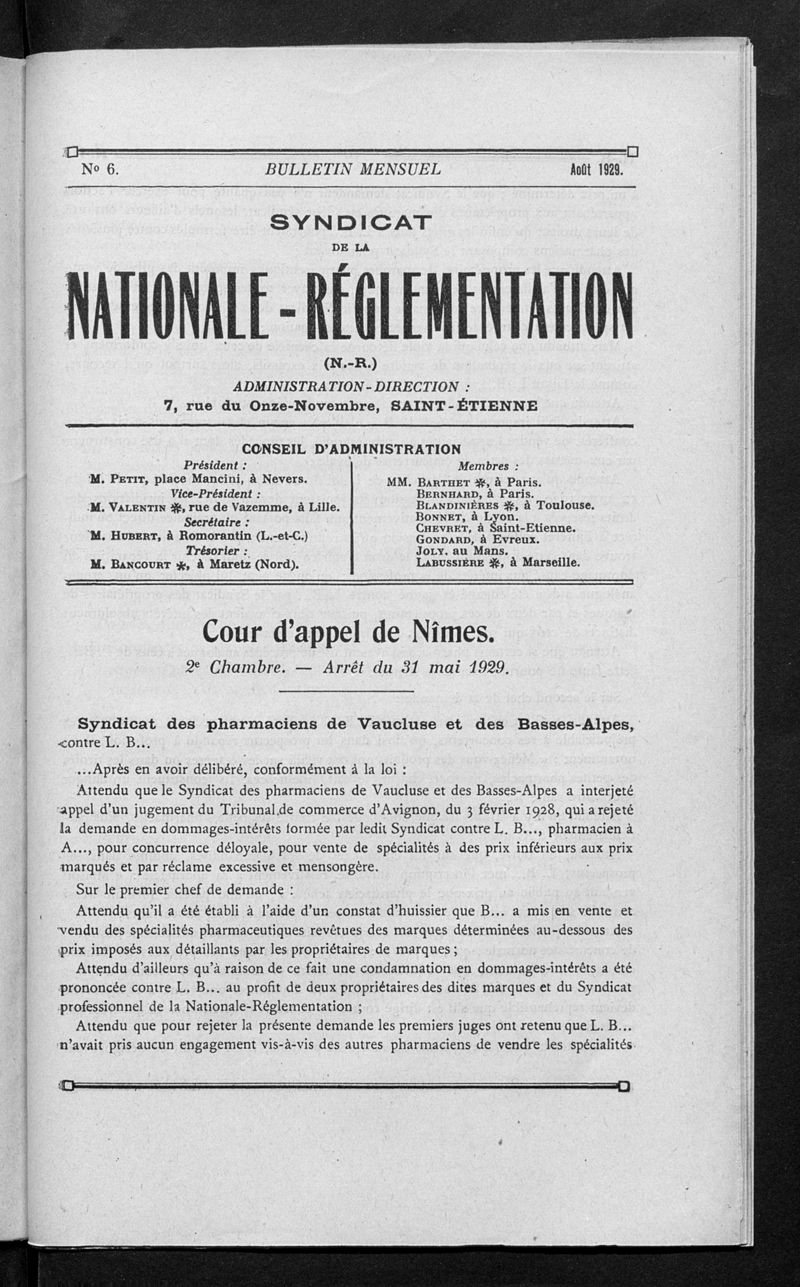 No 6.
BULLETIN MENSUEL
Août 1929.
SYNDICAT
DE LA
NATIONALE-RÉGLEMENTATION
(N.-R.)
ADMINISTRATION-DIRECTION :
7, rue du Onze-Novembre, SAINT-ÉTIENNE
CONSEIL D'ADMINISTRATION
Président :
M. PETIT, place Mancini, à Nevers.
Vice-Président :
M. VALENTIN ✻, rue de Vazemme, à Lille.
Secrétaire :
M. HUBERT, à Romorantin (L.-et-C.)
Trésorier :
M. BANCOURT ✻, à Maretz (Nord).
Membres :
MM. BARTHET ✻, à Paris.
BERNHARD, à Paris.
BLANDINIÈRES ✻, à Toulouse.
BONNET, à Lyon.
CHEVRET, à Saint-Etienne.
GONDARD, à Evreux.
JOLY, au Mans.
LABUSSIÈRE ✻, à Marseille.
Cour d'appel de Nîmes.
2e Chambre. — Arrêt du 31 mai 1929.
Syndicat des pharmaciens de Vaucluse et des Basses-Alpes,
contre L. B...
...Après en avoir délibéré, conformément à la loi :
Attendu que le Syndicat des pharmaciens de Vaucluse et des Basses-Alpes a interjeté
appel d'un jugement du Tribunal de commerce d'Avignon, du 3 février 1928, qui a rejeté
la demande en dommages-intérêts formée par ledit Syndicat contre L. B..., pharmacien à
A..., pour concurrence déloyale, pour vente de spécialités à des prix inférieurs aux prix
marqués et par réclame excessive et mensongère.
Sur le premier chef de demande :
Attendu qu'il a été établi à l'aide d'un constat d'huissier que B... a mis en vente et
vendu des spécialités pharmaceutiques revêtues des marques déterminées au-dessous des
prix imposés aux détaillants par les propriétaires de marques ;
Attendu d'ailleurs qu'à raison de ce fait une condamnation en dommages-intérêts a été
prononcée contre L. B... au profit de deux propriétaires des dites marques et du Syndicat
professionnel de la Nationale-Réglementation ;
Attendu que pour rejeter la présente demande les premiers juges ont retenu que L. B...
n'avait pris aucun engagement vis-à-vis des autres pharmaciens de vendre les spécialités